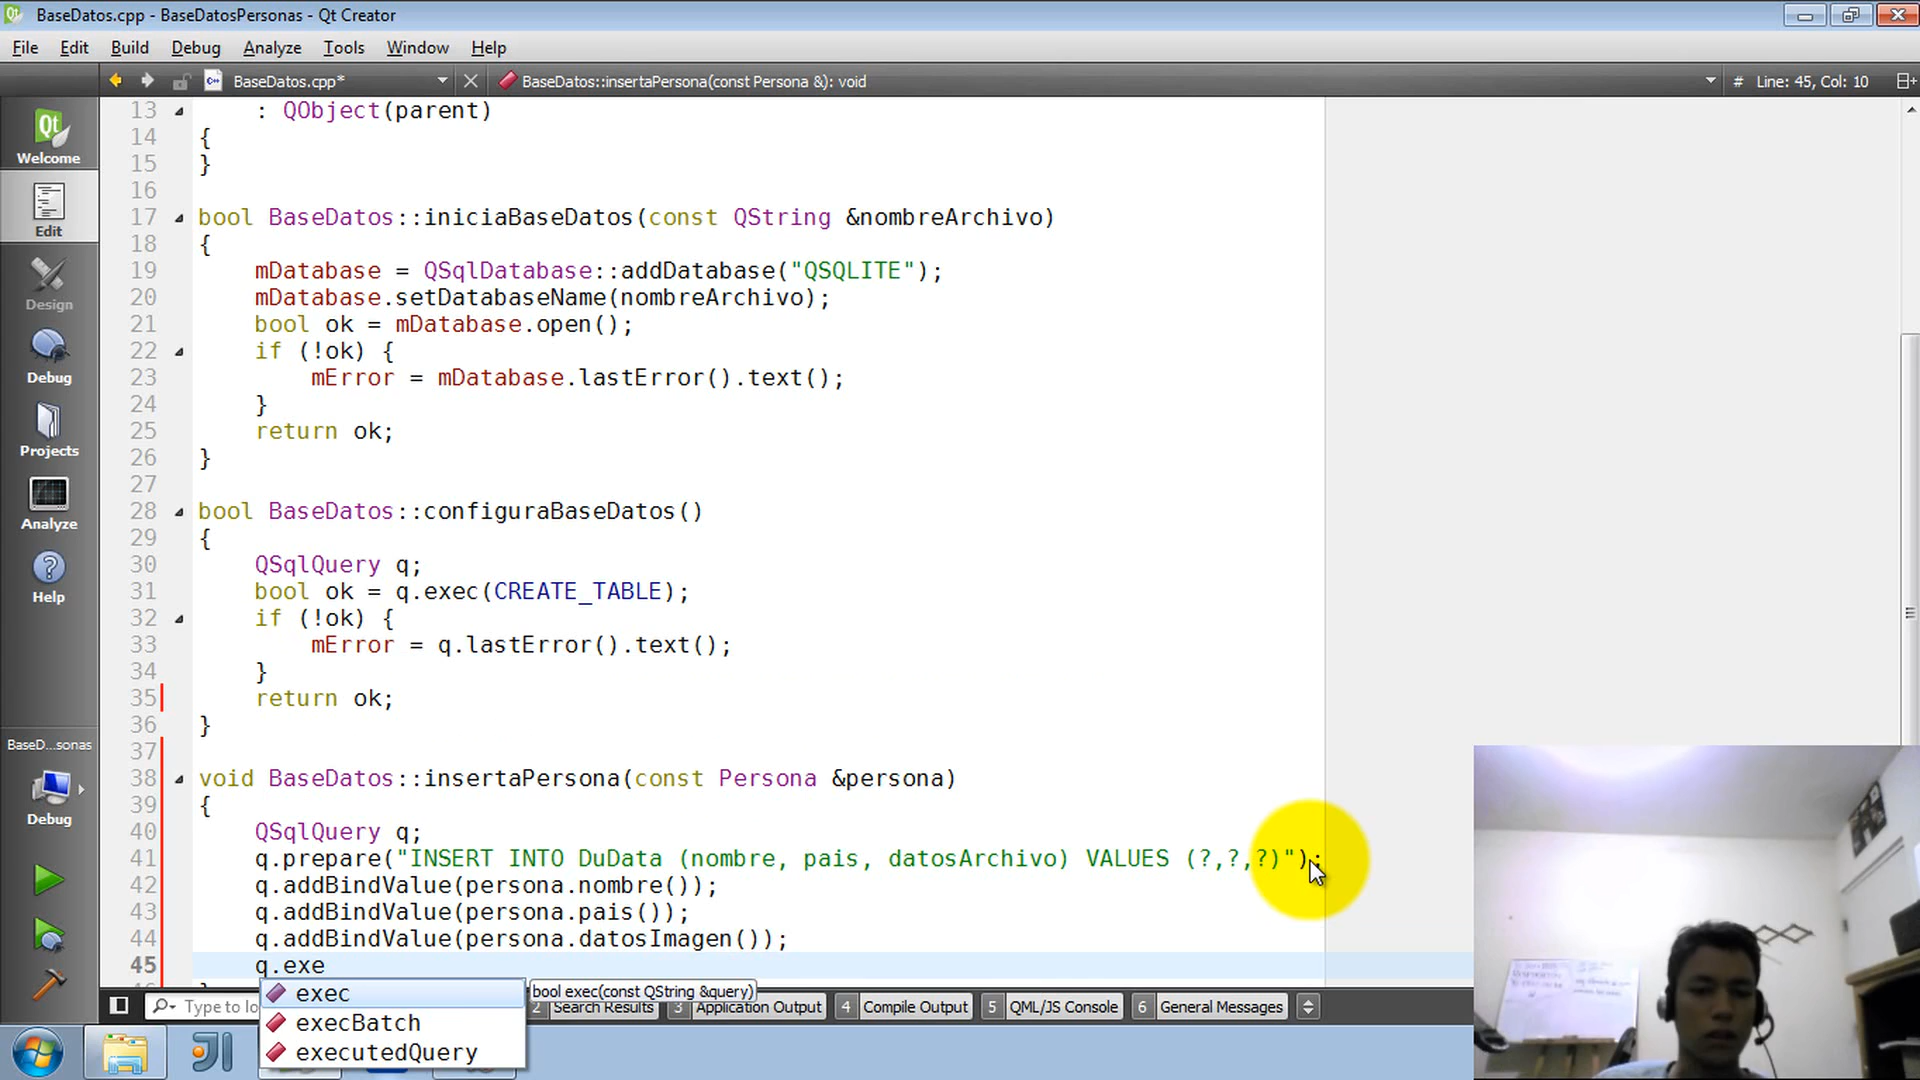 BaseDatos.cpp - BaseDatosPersonas - Qt Creator
File Edit Build Debug Analyze Tools Window Help
BaseDatos.cpp* BaseDatos::insertaPersona(const Persona &): void # Line: 45, Col: 10
Welcome
Edit
Design
Debug
Projects
Analyze
Help
BaseD...sonas
Debug
13 : QObject(parent)
14 {
15 }
16
17 bool BaseDatos::iniciaBaseDatos(const QString &nombreArchivo)
18 {
19 mDatabase = QSqlDatabase::addDatabase("QSQLITE");
20 mDatabase.setDatabaseName(nombreArchivo);
21 bool ok = mDatabase.open();
22 if (!ok) {
23 mError = mDatabase.lastError().text();
24 }
25 return ok;
26 }
27
28 bool BaseDatos::configuraBaseDatos()
29 {
30 QSqlQuery q;
31 bool ok = q.exec(CREATE_TABLE);
32 if (!ok) {
33 mError = q.lastError().text();
34 }
35 return ok;
36 }
37
38 void BaseDatos::insertaPersona(const Persona &persona)
39 {
40 QSqlQuery q;
41 q.prepare("INSERT INTO DuData (nombre, pais, datosArchivo) VALUES (?,?,?)");
42 q.addBindValue(persona.nombre());
43 q.addBindValue(persona.pais());
44 q.addBindValue(persona.datosImagen());
45 q.exe
exec bool exec(const QString &query)
execBatch
executedQuery
Type to lo 2 Search Results 3 Application Output 4 Compile Output 5 QML/JS Console 6 General Messages